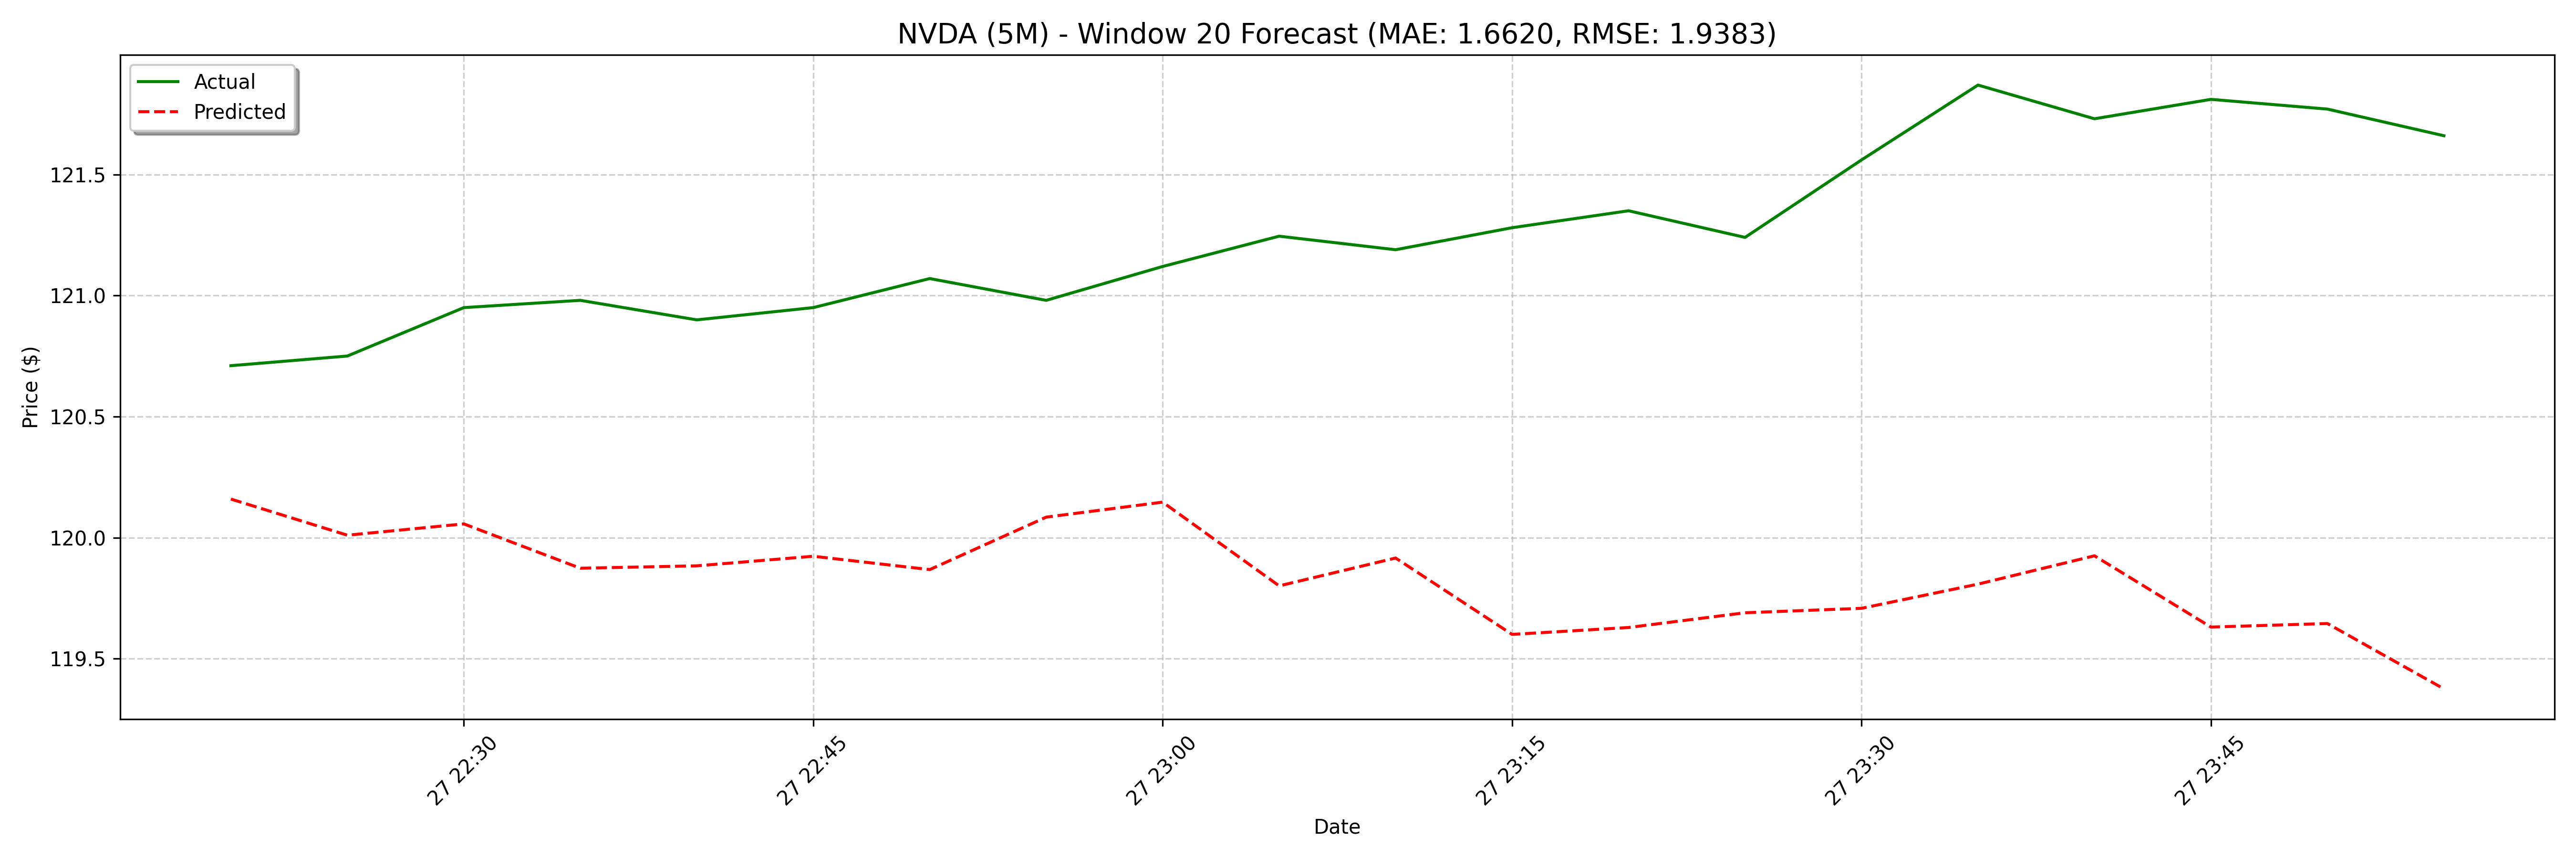 NVDA (5M) - Window 20 Forecast (MAE: 1.6620, RMSE: 1.9383)
Actual
Predicted
Price ($)
121.5
121.0
120.5
120.0
119.5
27 22:30
27 22:45
27 23:00
27 23:15
27 23:30
27 23:45
Date